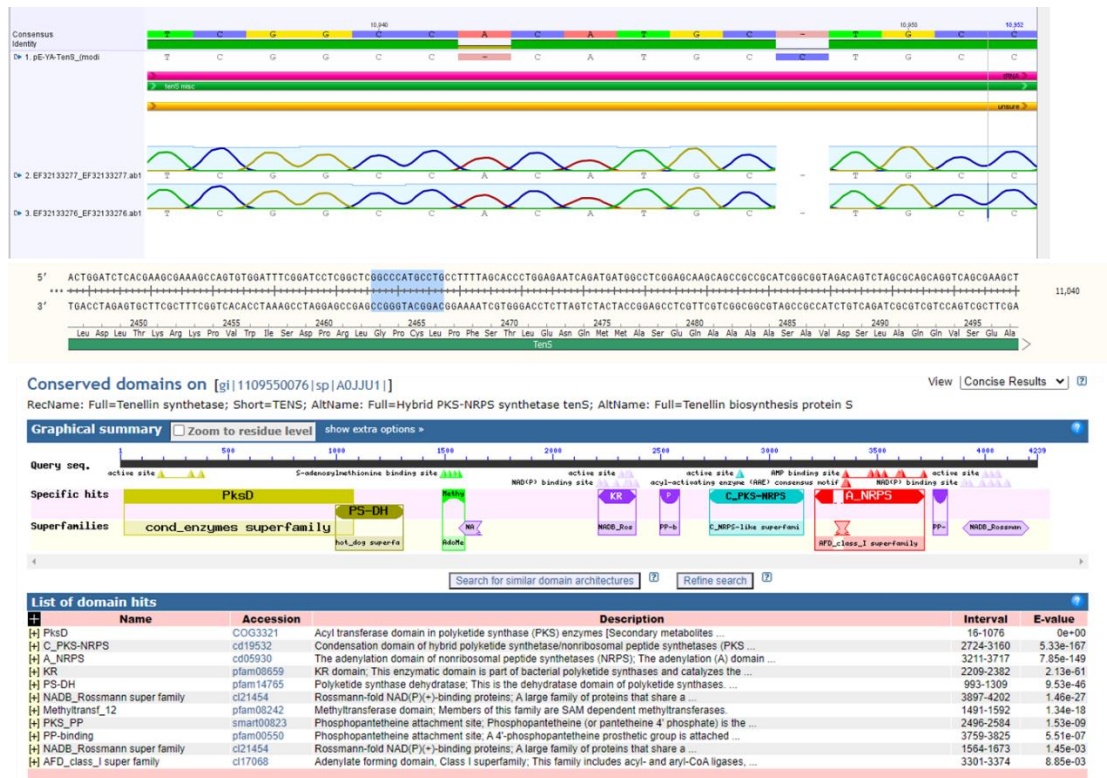 10,940 10,950 10,952
Consensus T C G G C C A C A T G C - T G C C
Identity
1. pE-YA-TenS_(modi T C G G C C - C A T G C C T G C C
tRNA
tenS misc
unsure
2. EF32133277_EF32133277.ab1 T C G G C C A C A T G C - T G C C
3. EF32133276_EF32133276.ab1 T C G G C C A C A T G C - T G C C
5′ ACTGGATCTCACGAAGCGAAAGCCAGTGTGGATTTCGGATCCTCGGCTCGGCCCATGCCTGCCTTTTAGCACCCTGGAGAATCAGATGATGGCCTCGGAGCAAGCAGCCGCCGCATCGGCGGTAGACAGTCTAGCGCAGCAGGTCAGCGAAGCT
11,040
3′ TGACCTAGAGTGCTTCGCTTTCGGTCACACCTAAAGCCTAGGAGCCGAGCCGGGTACGGACGGAAAATCGTGGGACCTCTTAGTCTACTACCGGAGCCTCGTTCGTCGGCGGCGTAGCCGCCATCTGTCAGATCGCGTCGTCCAGTCGCTTCGA
2450 2455 2460 2465 2470 2475 2480 2485 2490 2495
Leu Asp Leu Thr Lys Arg Lys Pro Val Trp Ile Ser Asp Pro Arg Leu Gly Pro Cys Leu Pro Phe Ser Thr Leu Glu Asn Gln Met Met Ala Ser Glu Gln Ala Ala Ala Ala Ser Ala Val Asp Ser Leu Ala Gln Gln Val Ser Glu Ala
TenS
Conserved domains on [gi|1109550076|sp|A0JJU1|] View Concise Results
RecName: Full=Tenellin synthetase; Short=TENS; AltName: Full=Hybrid PKS-NRPS synthetase tenS; AltName: Full=Tenellin biosynthesis protein S
Graphical summary Zoom to residue level show extra options »
1 500 1000 1500 2000 2500 3000 3500 4000 4239
Query seq.
active site S-adenosylmethionine binding site active site active site AMP binding site active site
NAD(P) binding site acyl-activating enzyme (AAE) consensus motif NAD(P) binding site
Specific hits PksD Methy KR P C_PKS-NRPS A_NRPS
PS-DH
Superfamilies cond_enzymes superfamily NA NADB_Ros PP-b C_NRPS-like superfami PP- NADB_Rossman
hot_dog superfa AdoMe AFD_class_I superfamily
Search for similar domain architectures Refine search
List of domain hits
Name Accession Description Interval E-value
[+] PksD COG3321 Acyl transferase domain in polyketide synthase (PKS) enzymes [Secondary metabolites ... 16-1076 0e+00
[+] C_PKS-NRPS cd19532 Condensation domain of hybrid polyketide synthetase/nonribosomal peptide synthetases (PKS ... 2724-3160 5.33e-167
[+] A_NRPS cd05930 The adenylation domain of nonribosomal peptide synthetases (NRPS); The adenylation (A) domain ... 3211-3717 7.85e-149
[+] KR pfam08659 KR domain; This enzymatic domain is part of bacterial polyketide synthases and catalyzes the ... 2209-2382 2.13e-61
[+] PS-DH pfam14765 Polyketide synthase dehydratase; This is the dehydratase domain of polyketide synthases. ... 993-1309 9.53e-46
[+] NADB_Rossmann super family cl21454 Rossmann-fold NAD(P)(+)-binding proteins; A large family of proteins that share a ... 3897-4202 1.46e-27
[+] Methyltransf_12 pfam08242 Methyltransferase domain; Members of this family are SAM dependent methyltransferases. 1491-1592 1.34e-18
[+] PKS_PP smart00823 Phosphopantetheine attachment site; Phosphopantetheine (or pantetheine 4' phosphate) is the ... 2496-2584 1.53e-09
[+] PP-binding pfam00550 Phosphopantetheine attachment site; A 4'-phosphopantetheine prosthetic group is attached ... 3759-3825 5.51e-07
[+] NADB_Rossmann super family cl21454 Rossmann-fold NAD(P)(+)-binding proteins; A large family of proteins that share a ... 1564-1673 1.45e-03
[+] AFD_class_I super family cl17068 Adenylate forming domain, Class I superfamily; This family includes acyl- and aryl-CoA ligases, ... 3301-3374 8.85e-03